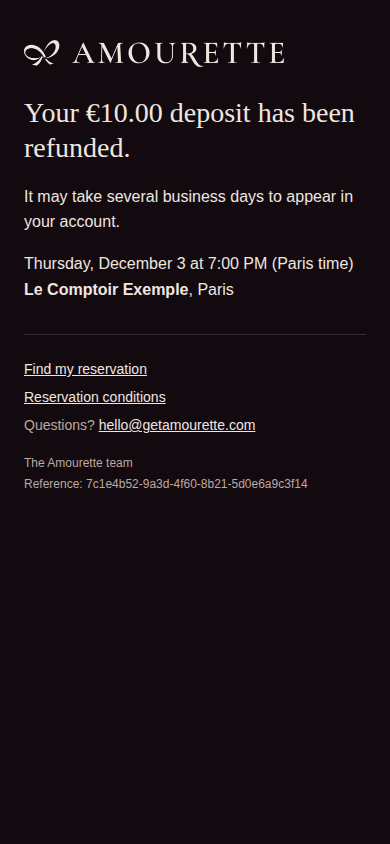 AMOURETTE
Your €10.00 deposit has been
refunded.
It may take several business days to appear in
your account.
Thursday, December 3 at 7:00 PM (Paris time)
Le Comptoir Exemple, Paris
Find my reservation
Reservation conditions
Questions? hello@getamourette.com
The Amourette team
Reference: 7c1e4b52-9a3d-4f60-8b21-5d0e6a9c3f14